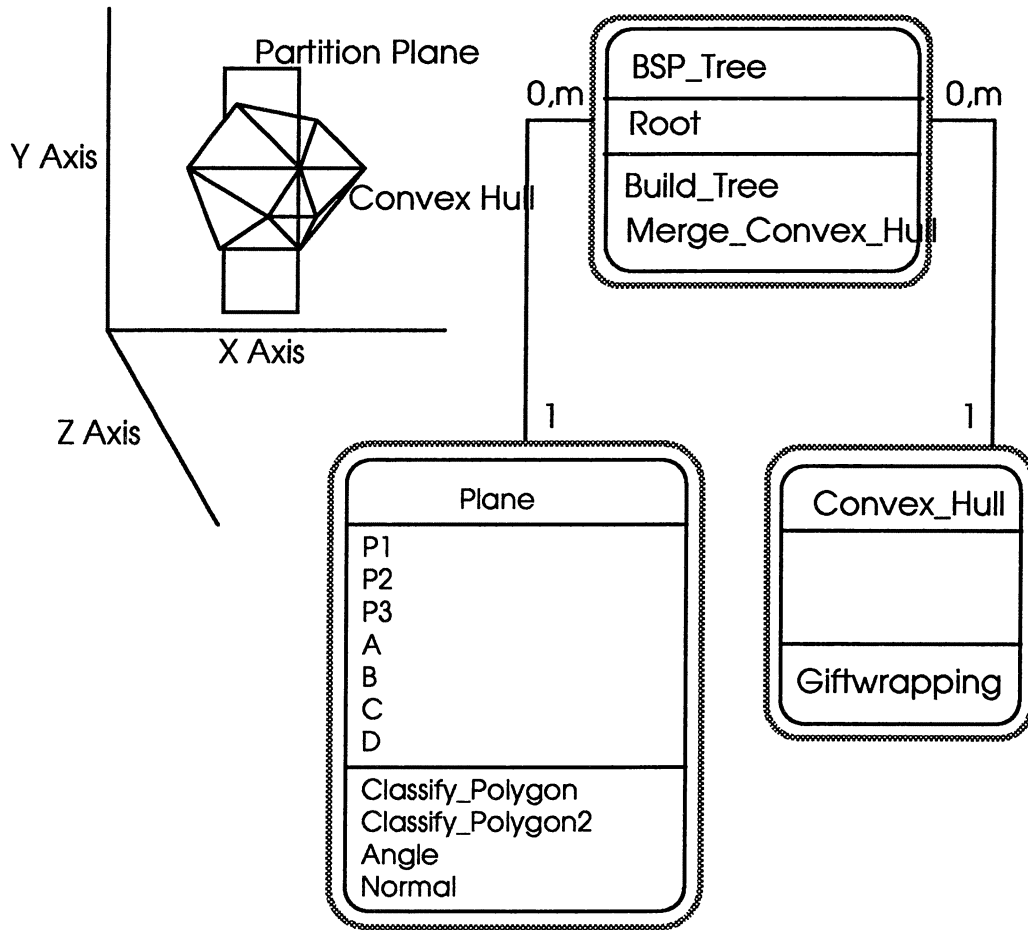 Partition Plane
Y Axis
Convex Hull
X Axis
Z Axis
BSP_Tree
0,m
0,m
Root
Build_Tree
Merge_Convex_Hull
1
1
Plane
P1
P2
P3
A
B
C
D
Classify_Polygon
Classify_Polygon2
Angle
Normal
Convex_Hull
Giftwrapping